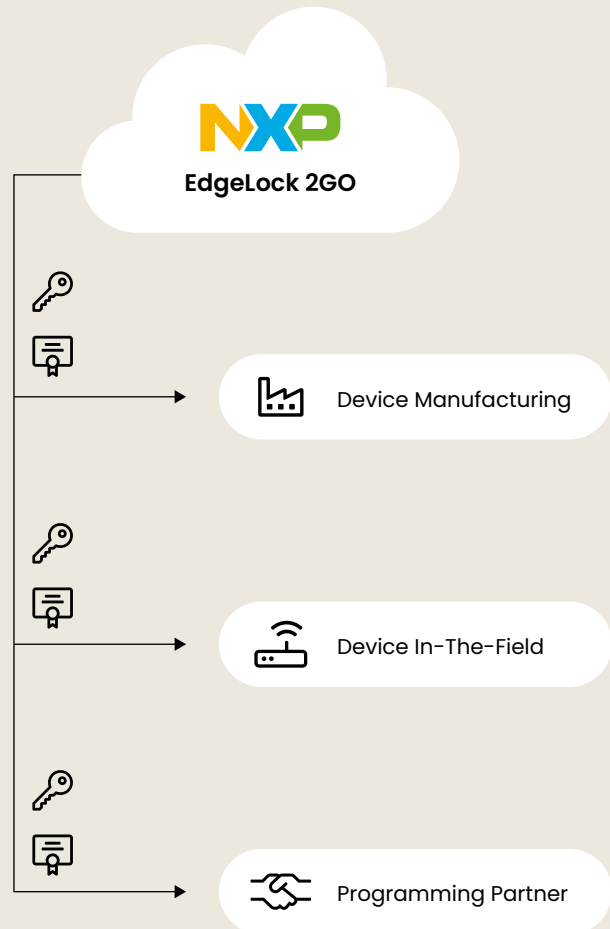 NXP
EdgeLock 2GO
Device Manufacturing
Device In-The-Field
Programming Partner